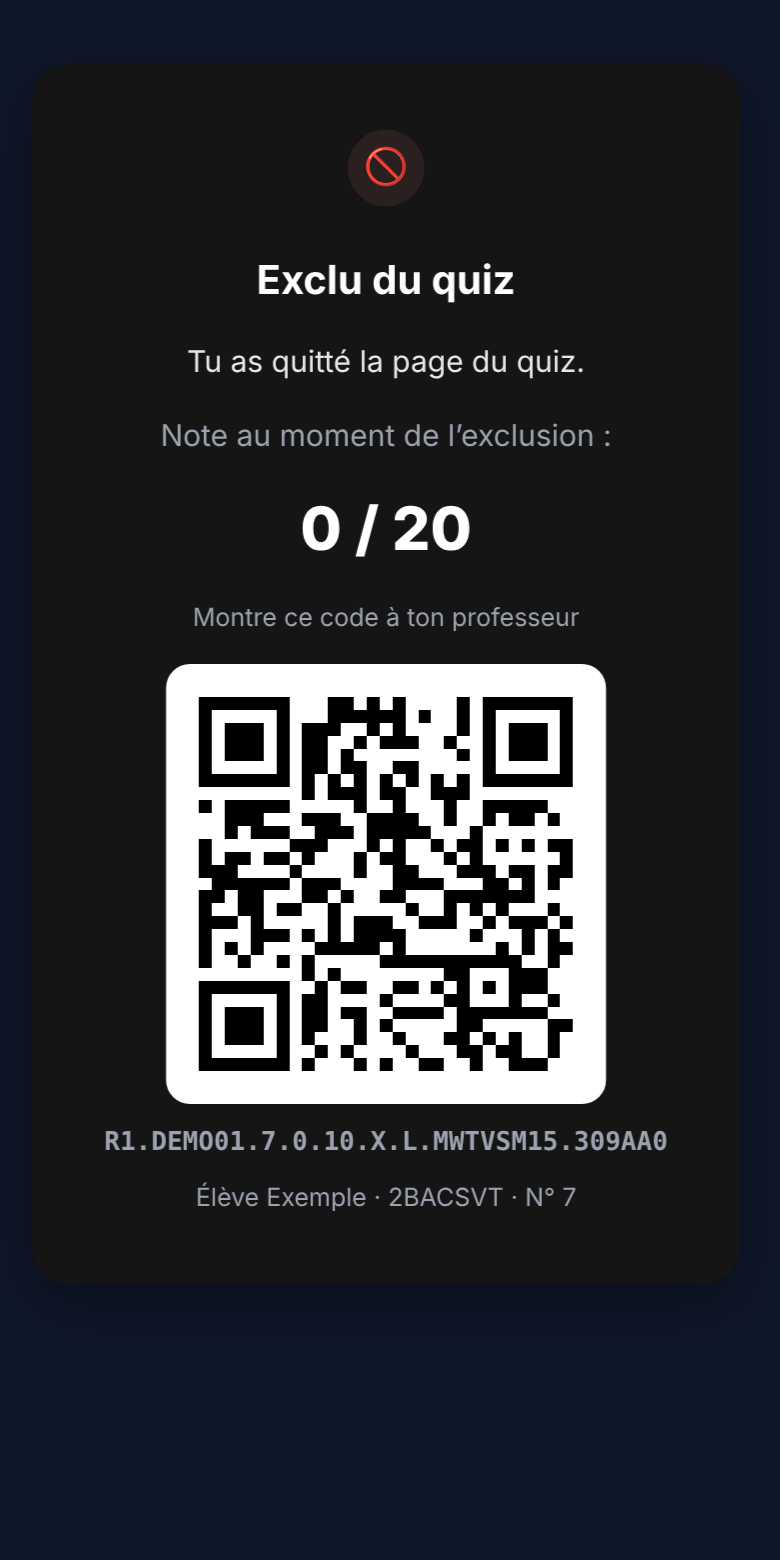 Exclu du quiz
Tu as quitté la page du quiz.
Note au moment de l’exclusion :
0 / 20
Montre ce code à ton professeur
R1.DEMO01.7.0.10.X.L.MWTVSM15.309AA0
Élève Exemple · 2BACSVT · N° 7